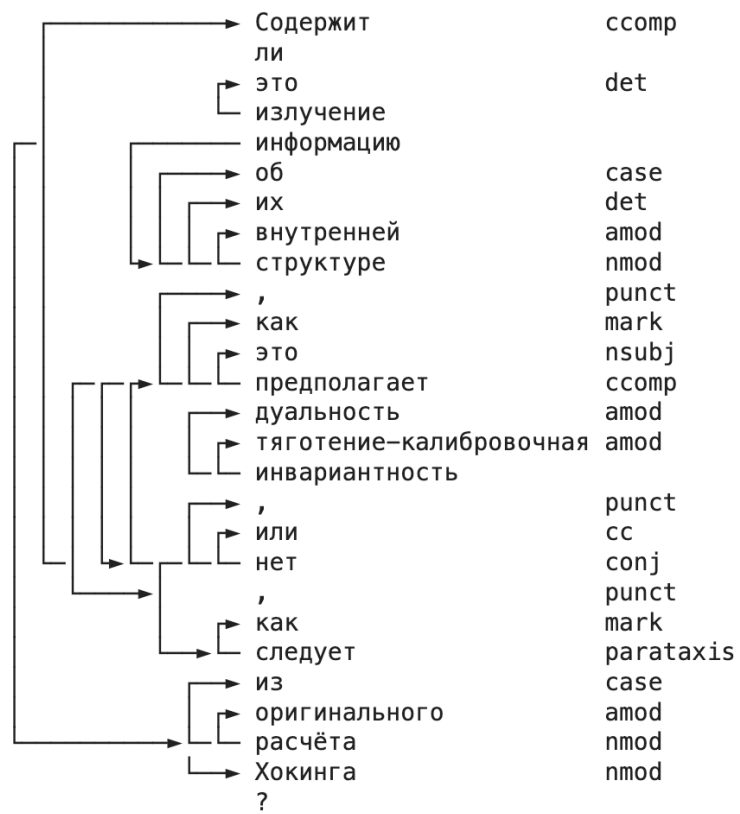 Содержит ccomp
ли
это det
излучение
информацию
об case
их det
внутренней amod
структуре nmod
, punct
как mark
это nsubj
предполагает ccomp
дуальность amod
тяготение–калибровочная amod
инвариантность
, punct
или cc
нет conj
, punct
как mark
следует parataxis
из case
оригинального amod
расчёта nmod
Хокинга nmod
?